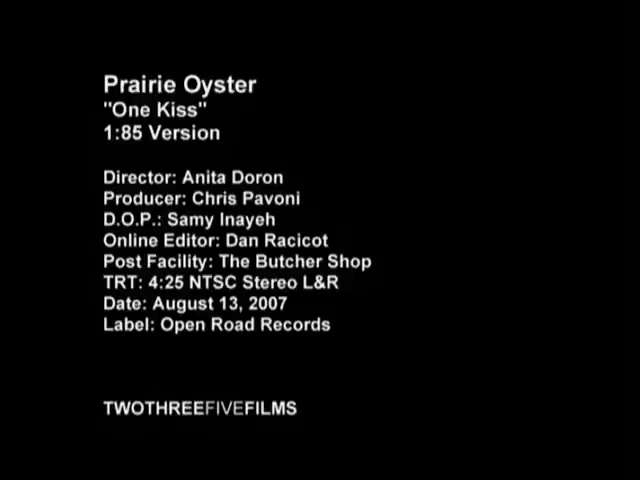 Prairie Oyster
"One Kiss"
1:85 Version
Director: Anita Doron
Producer: Chris Pavoni
D.O.P.: Samy Inayeh
Online Editor: Dan Racicot
Post Facility: The Butcher Shop
TRT: 4:25 NTSC Stereo L&R
Date: August 13, 2007
Label: Open Road Records
TWOTHREEFIVEFILMS